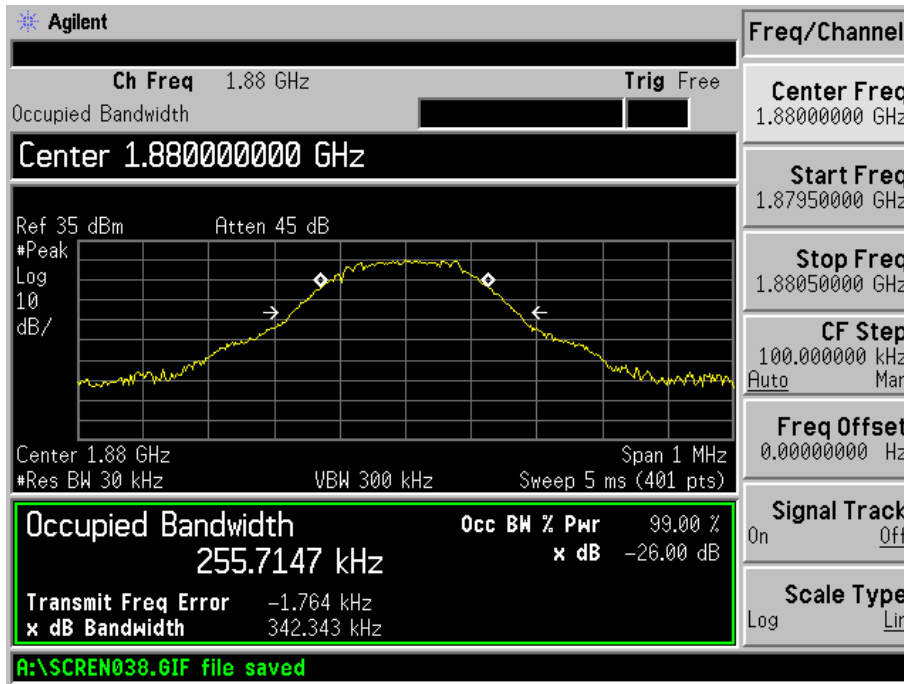 Agilent
Freq/Channel
Ch Freq 1.88 GHz Trig Free
Occupied Bandwidth
Center 1.880000000 GHz
Ref 35 dBm Atten 45 dB
#Peak
Log
10
dB/
Center 1.88 GHz Span 1 MHz
#Res BW 30 kHz VBW 300 kHz Sweep 5 ms (401 pts)
Occupied Bandwidth
255.7147 kHz
Occ BW % Pwr 99.00 %
x dB -26.00 dB
Transmit Freq Error -1.764 kHz
x dB Bandwidth 342.343 kHz
A:\SCREN038.GIF file saved
Center Freq
1.88000000 GHz
Start Freq
1.87950000 GHz
Stop Freq
1.88050000 GHz
CF Step
100.000000 kHz
Auto Man
Freq Offset
0.00000000 Hz
Signal Track
On Off
Scale Type
Log Lin